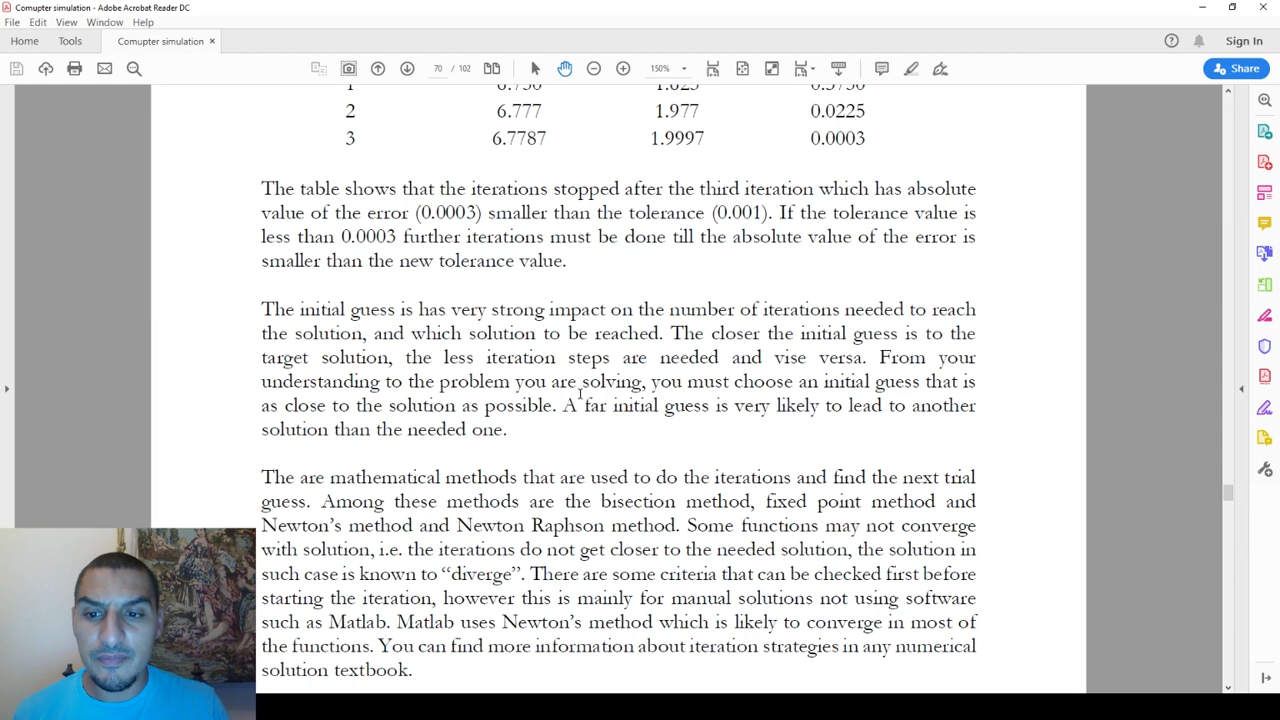 Comupter simulation - Adobe Acrobat Reader DC
File Edit View Window Help
Home Tools Comupter simulation × Sign In
70 / 102 150% Share
2 6.777 1.977 0.0225
3 6.7787 1.9997 0.0003
The table shows that the iterations stopped after the third iteration which has absolute
value of the error (0.0003) smaller than the tolerance (0.001). If the tolerance value is
less than 0.0003 further iterations must be done till the absolute value of the error is
smaller than the new tolerance value.
The initial guess is has very strong impact on the number of iterations needed to reach
the solution, and which solution to be reached. The closer the initial guess is to the
target solution, the less iteration steps are needed and vise versa. From your
understanding to the problem you are solving, you must choose an initial guess that is
as close to the solution as possible. A far initial guess is very likely to lead to another
solution than the needed one.
The are mathematical methods that are used to do the iterations and find the next trial
guess. Among these methods are the bisection method, fixed point method and
Newton's method and Newton Raphson method. Some functions may not converge
with solution, i.e. the iterations do not get closer to the needed solution, the solution in
such case is known to “diverge”. There are some criteria that can be checked first before
starting the iteration, however this is mainly for manual solutions not using software
such as Matlab. Matlab uses Newton's method which is likely to converge in most of
the functions. You can find more information about iteration strategies in any numerical
solution textbook.